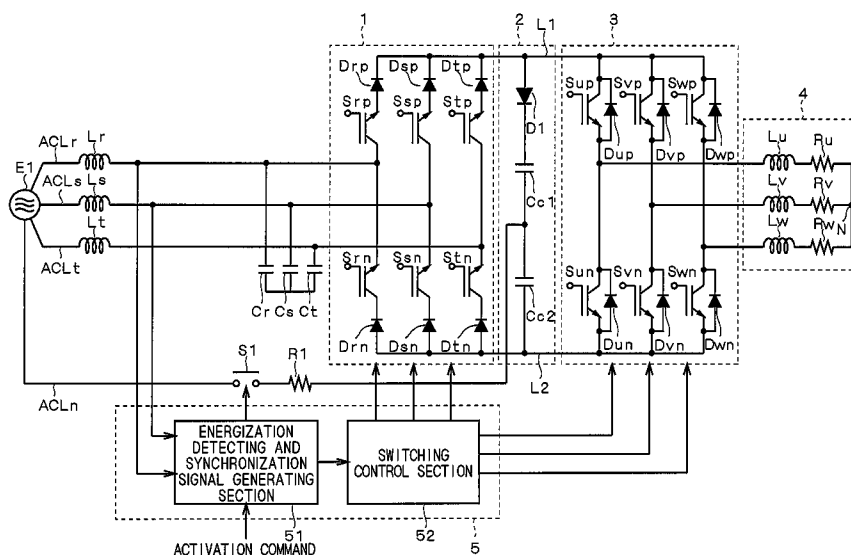 1
2
L1
3
Drp
Dsp
Dtp
Srp
Ssp
Stp
D1
Sup
Svp
Swp
4
Lr
ACLr
E1
ACLs
Ls
Lt
ACLt
Dup
Dvp
Dwp
Lu
Ru
Lv
Rv
Lw
Rw
N
Cc1
Srn
Ssn
Stn
Sun
Svn
Swn
Cr
Cs
Ct
Cc2
Drn
Dsn
Dtn
Dun
Dvn
Dwn
S1
R1
L2
ACLn
ENERGIZATION
DETECTING AND
SYNCHRONIZATION
SIGNAL GENERATING
SECTION
SWITCHING
CONTROL SECTION
51
52
5
ACTIVATION COMMAND